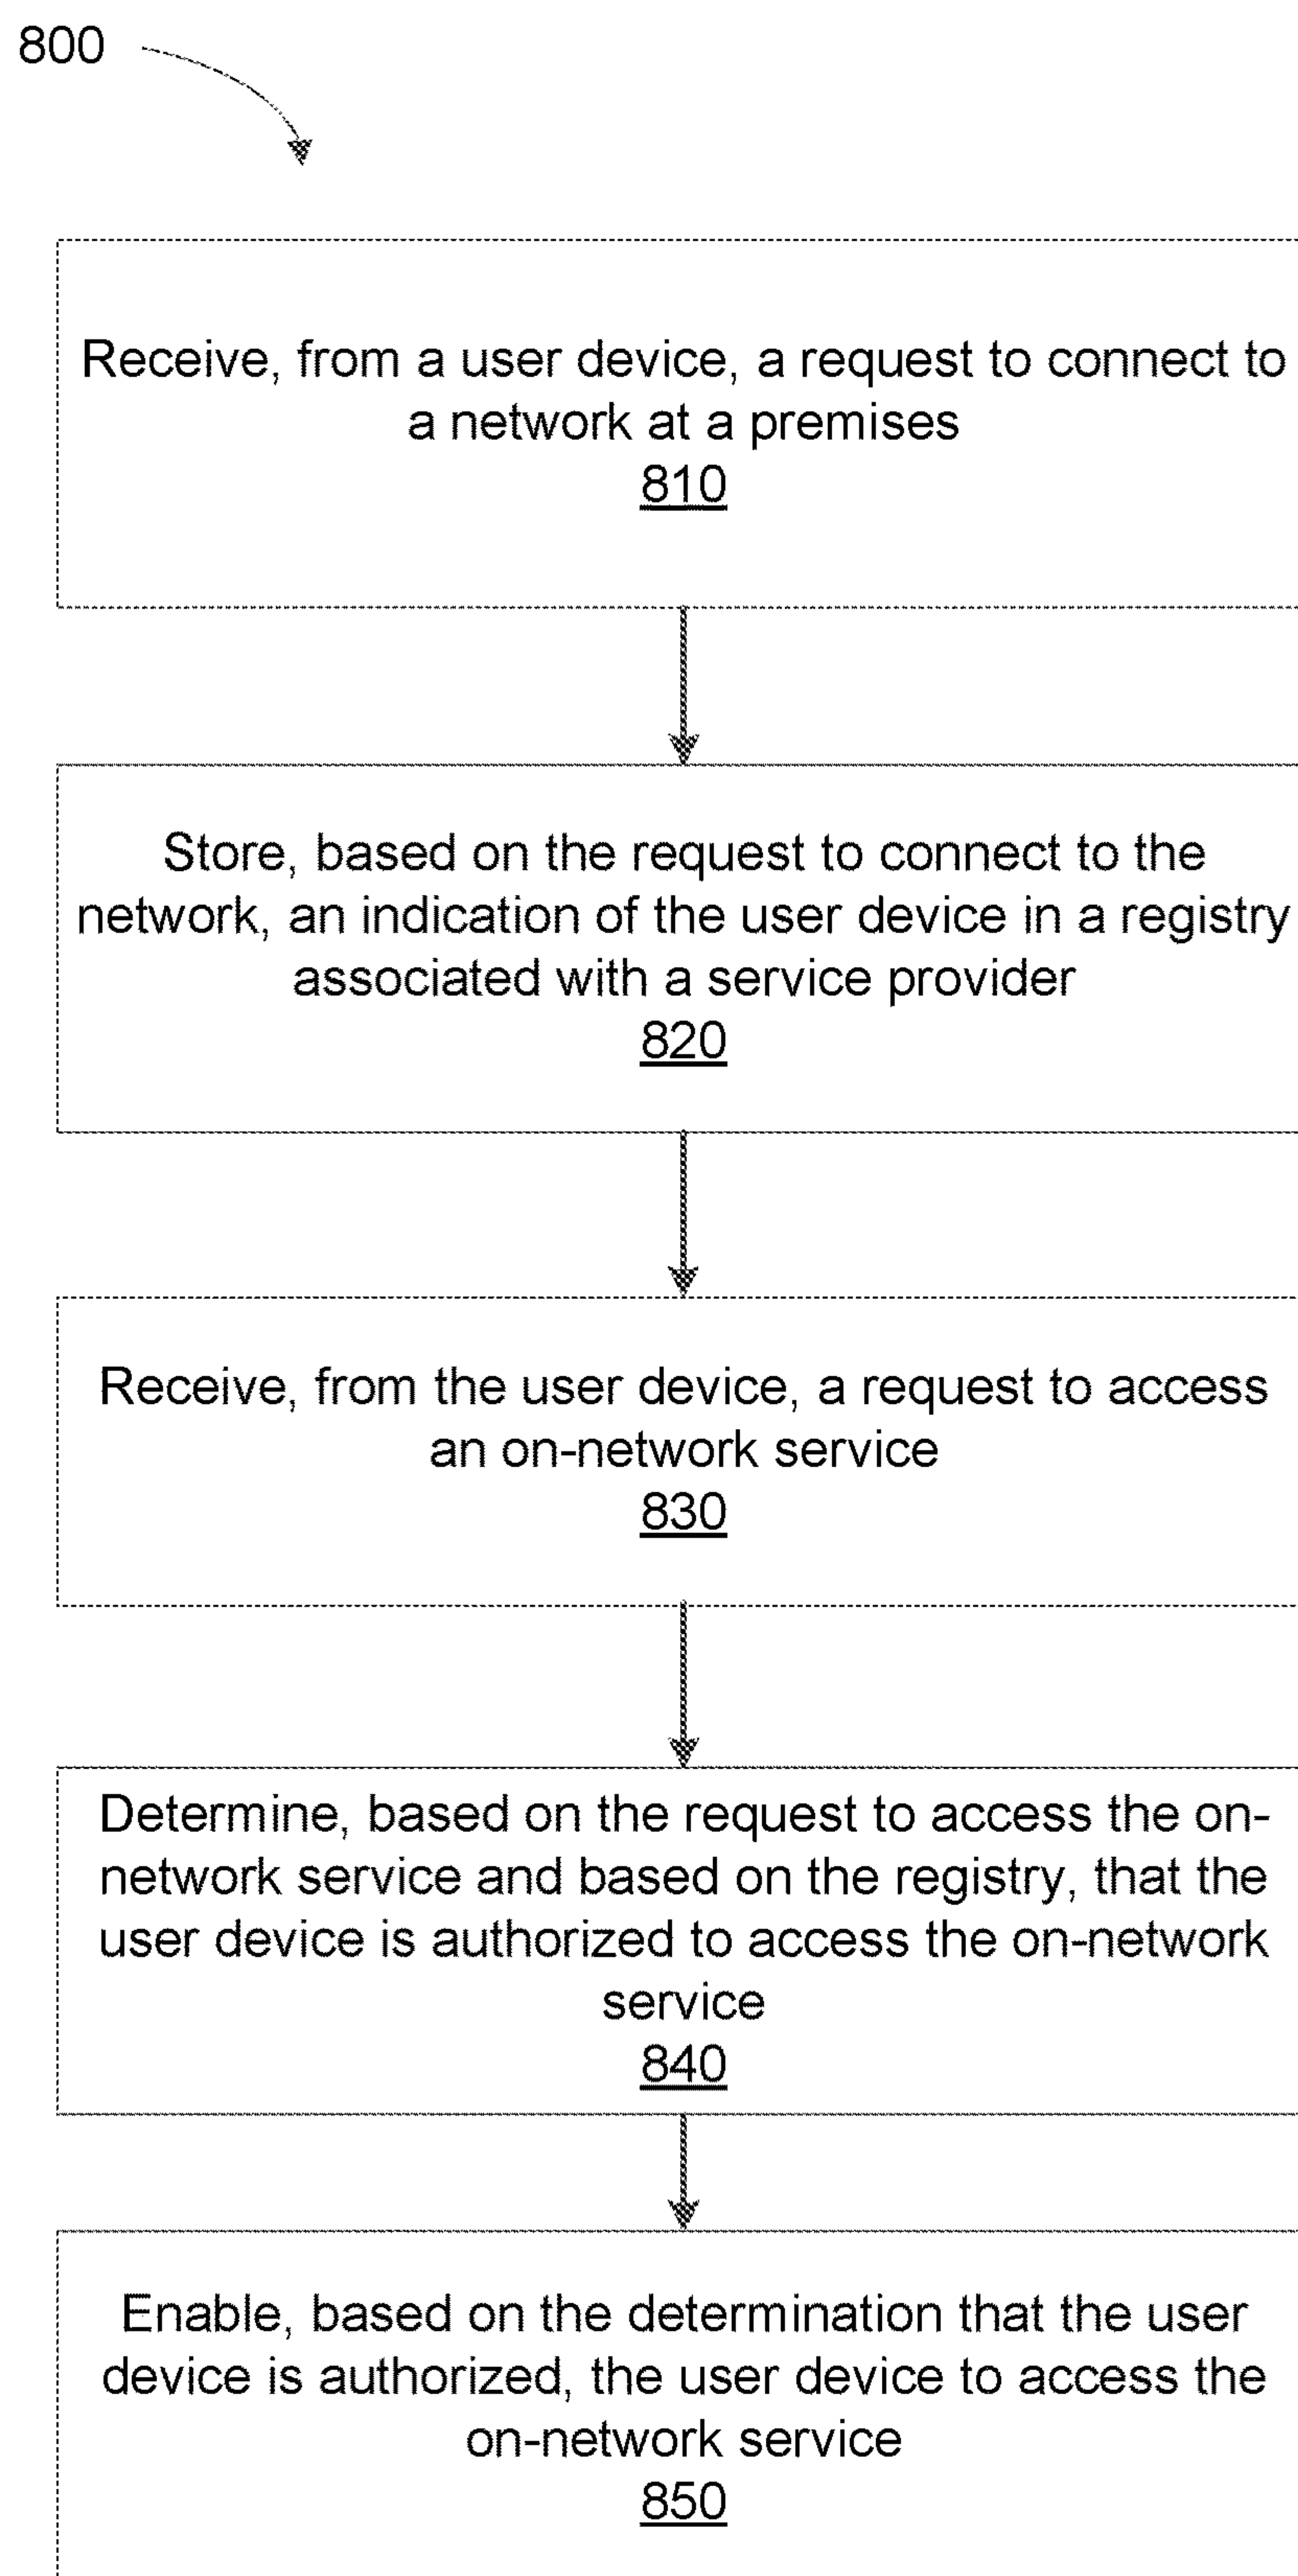 800
Receive, from a user device, a request to connect to
a network at a premises
810
Store, based on the request to connect to the
network, an indication of the user device in a registry
associated with a service provider
820
Receive, from the user device, a request to access
an on-network service
830
Determine, based on the request to access the on-
network service and based on the registry, that the
user device is authorized to access the on-network
service
840
Enable, based on the determination that the user
device is authorized, the user device to access the
on-network service
850